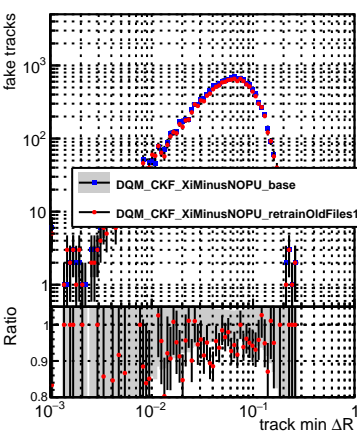 fake tracks
10³
10²
10
1
DQM_CKF_XiMinusNOPU_base
DQM_CKF_XiMinusNOPU_retrainOldFiles1
Ratio
1
0.9
0.8
10⁻³ 10⁻² 10⁻¹ 1
track min ΔR